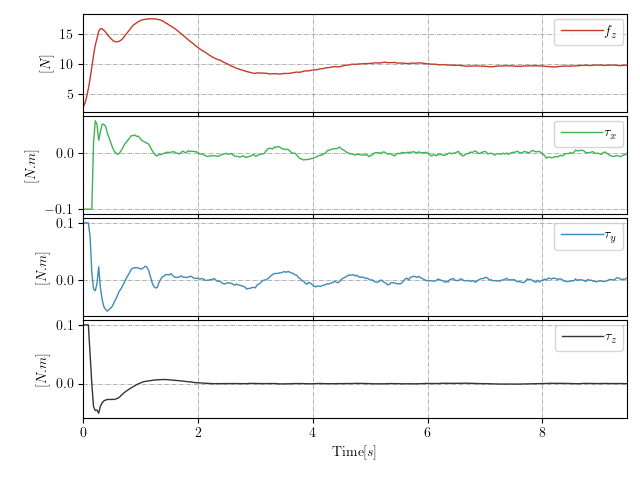 15
10
5
[N]
f_z
0.0
−0.1
[N.m]
τ_x
0.1
0.0
[N.m]
τ_y
0.1
0.0
[N.m]
τ_z
0 2 4 6 8
Time[s]